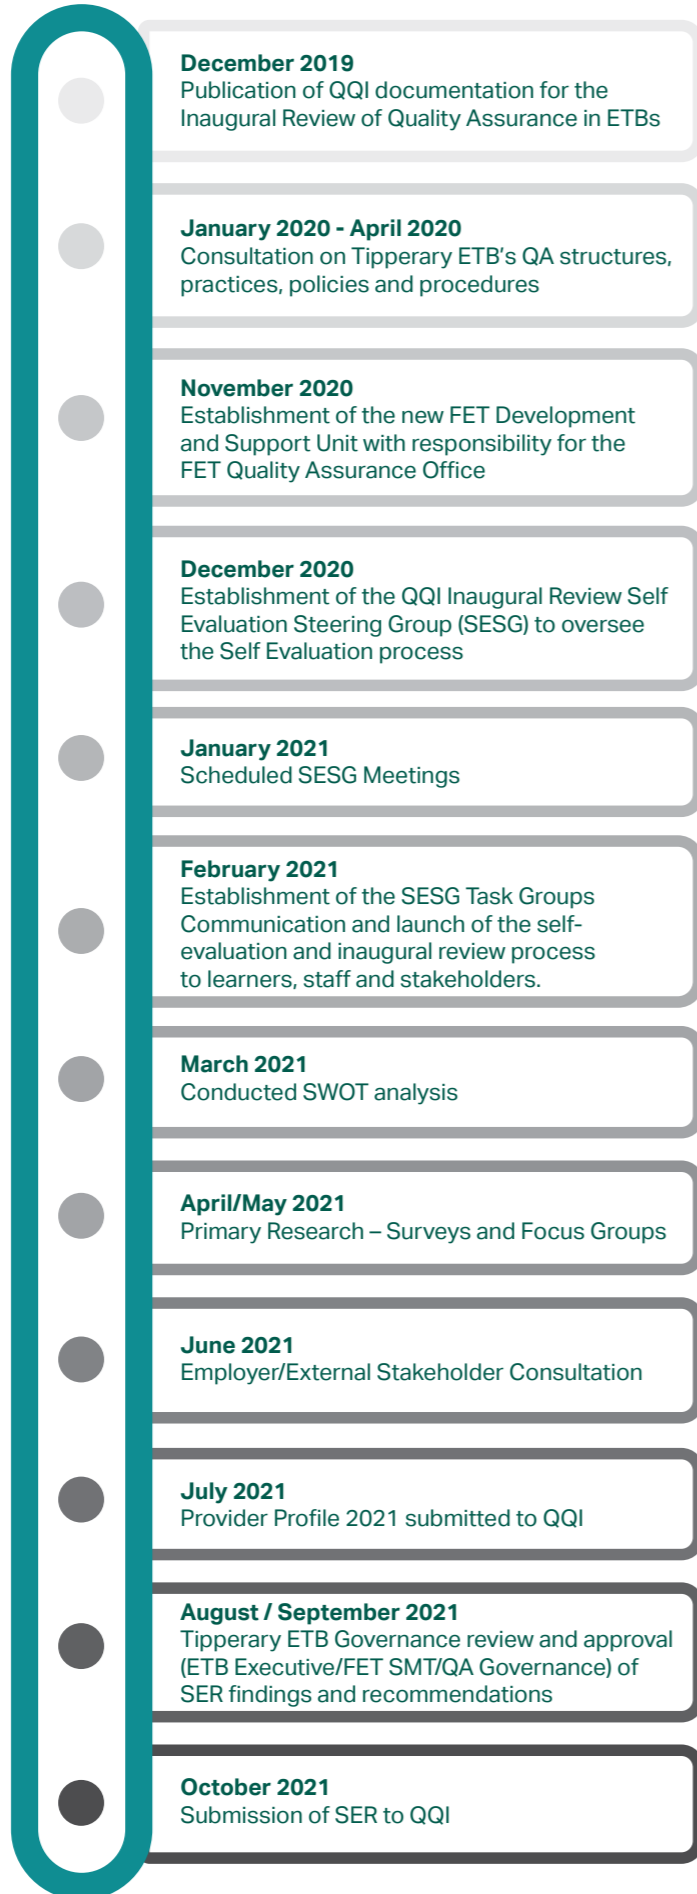 December 2019
Publication of QQI documentation for the
Inaugural Review of Quality Assurance in ETBs
January 2020 - April 2020
Consultation on Tipperary ETB’s QA structures,
practices, policies and procedures
November 2020
Establishment of the new FET Development
and Support Unit with responsibility for the
FET Quality Assurance Office
December 2020
Establishment of the QQI Inaugural Review Self
Evaluation Steering Group (SESG) to oversee
the Self Evaluation process
January 2021
Scheduled SESG Meetings
February 2021
Establishment of the SESG Task Groups
Communication and launch of the self-
evaluation and inaugural review process
to learners, staff and stakeholders.
March 2021
Conducted SWOT analysis
April/May 2021
Primary Research – Surveys and Focus Groups
June 2021
Employer/External Stakeholder Consultation
July 2021
Provider Profile 2021 submitted to QQI
August / September 2021
Tipperary ETB Governance review and approval
(ETB Executive/FET SMT/QA Governance) of
SER findings and recommendations
October 2021
Submission of SER to QQI